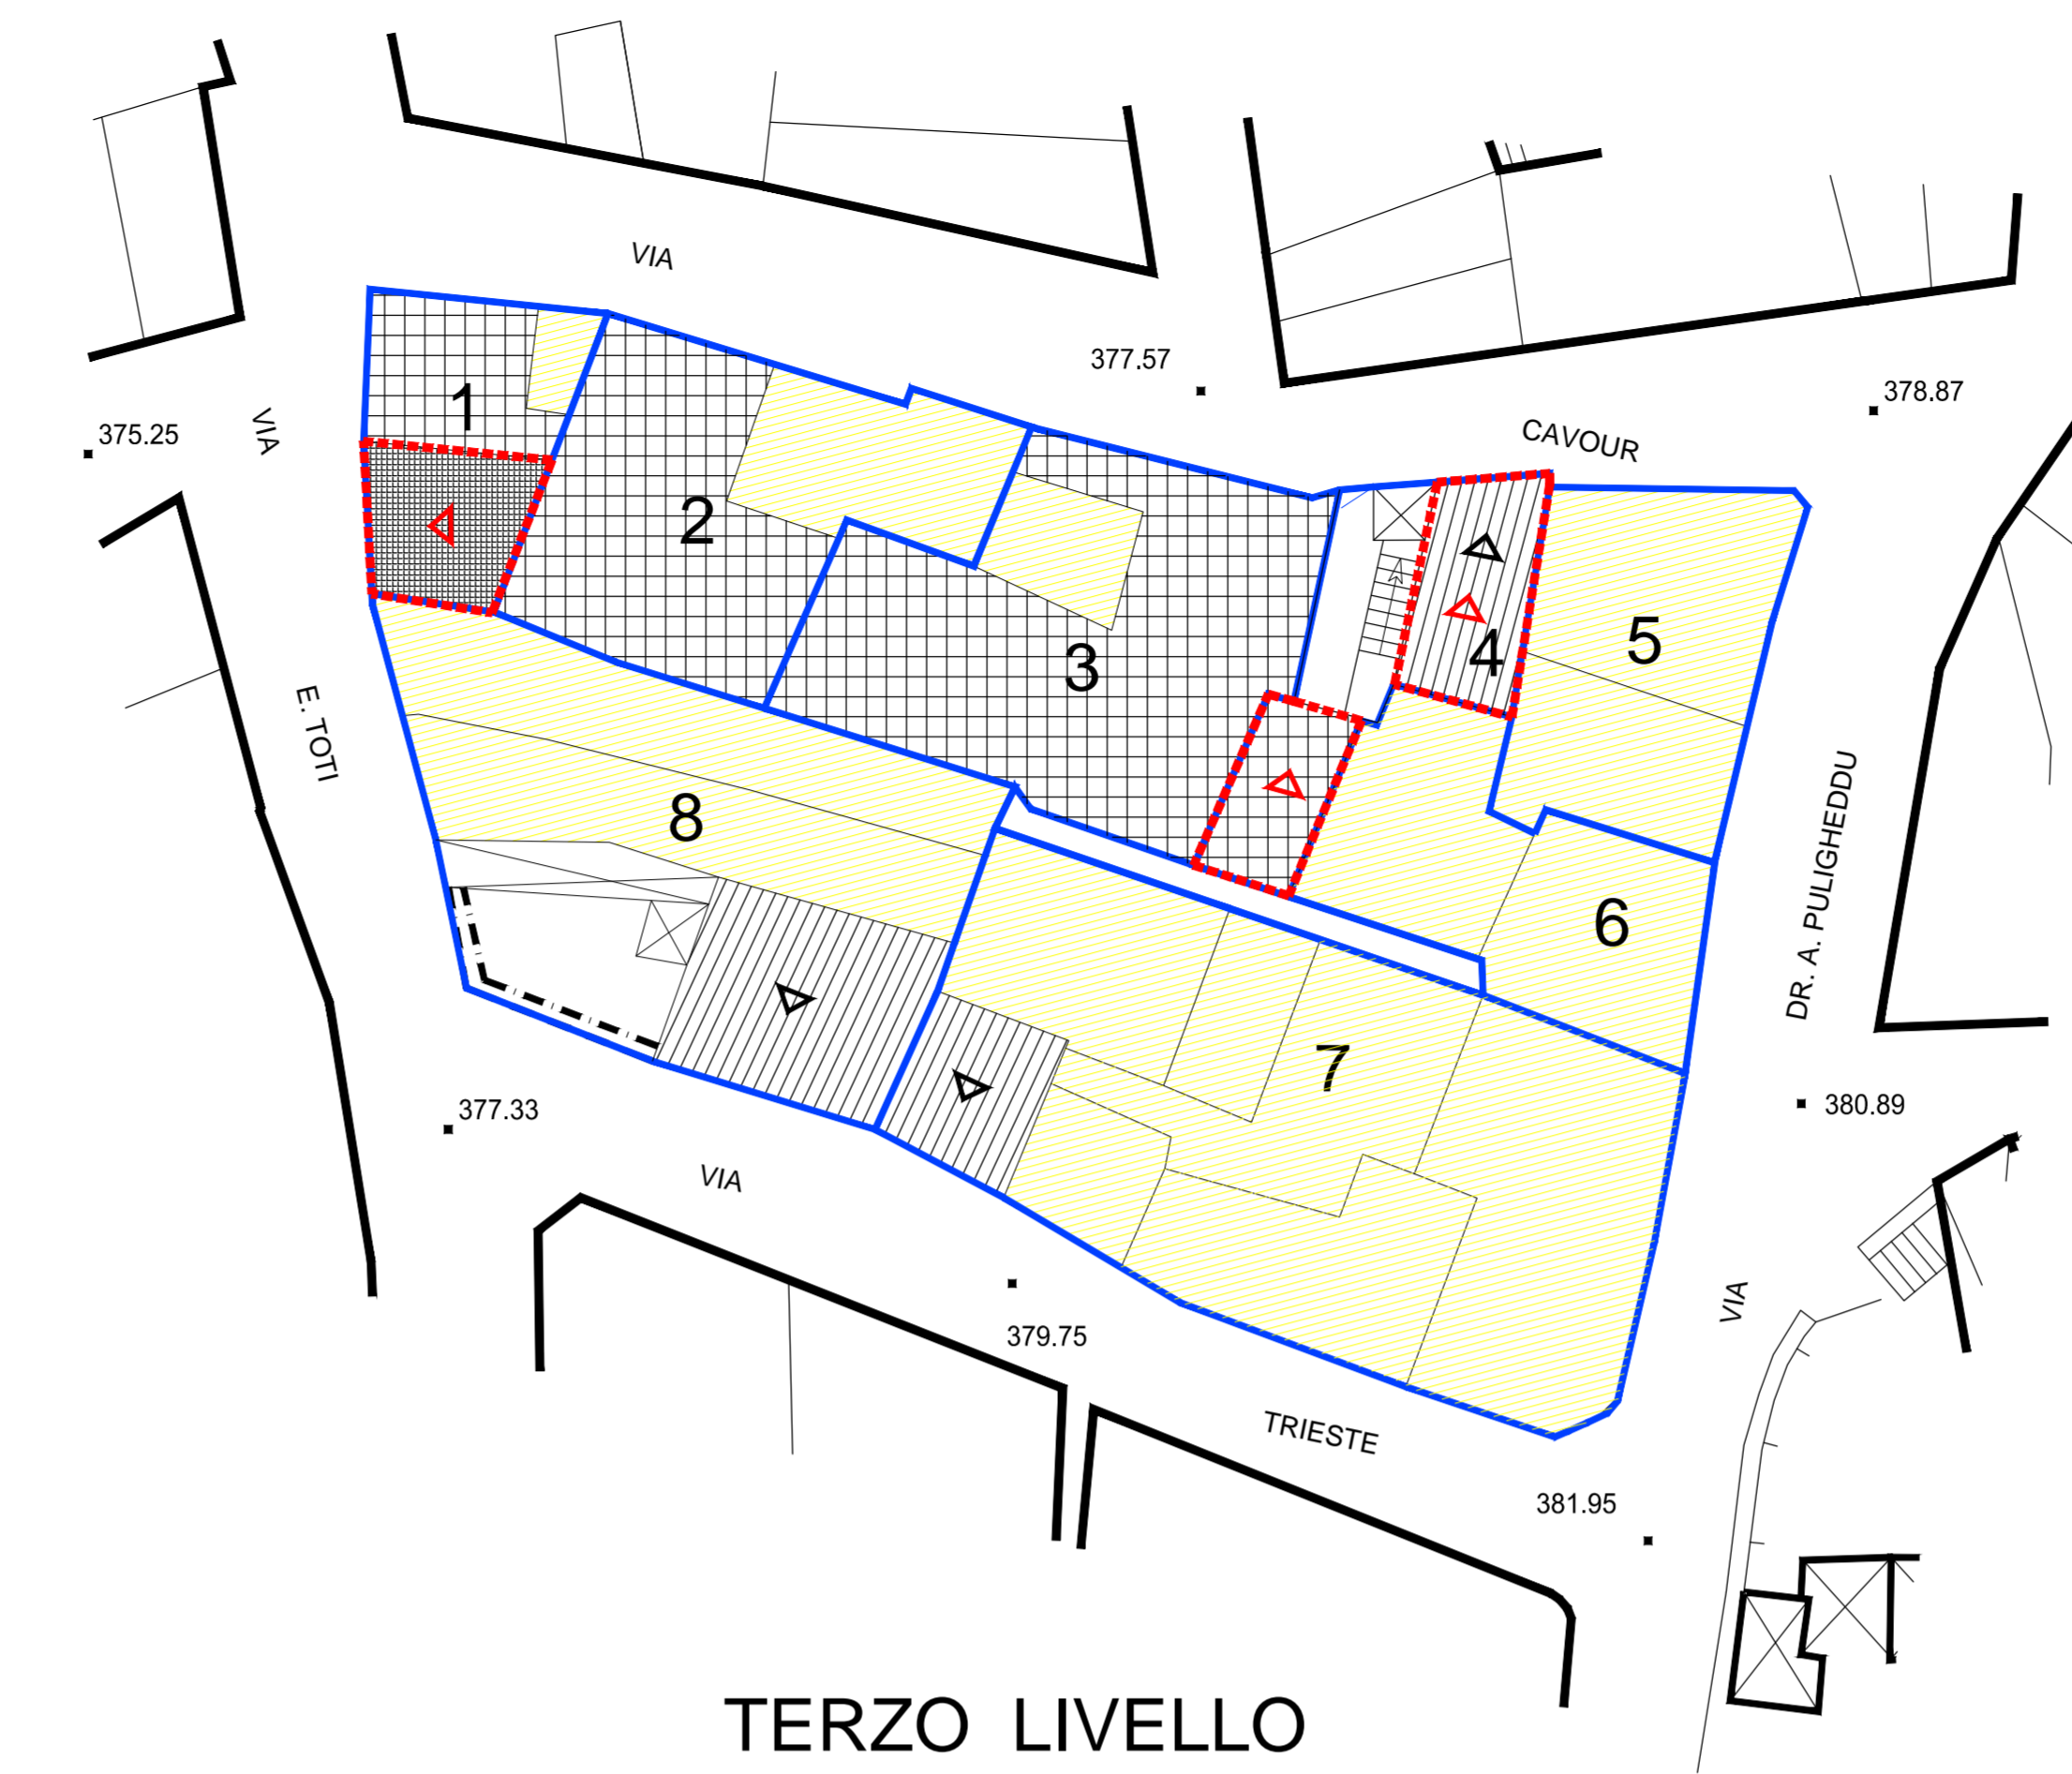 VIA
377.57
378.87
375.25
VIA
1
CAVOUR
2
3
4
5
E. TOTI
8
6
DR. A. PULIGHEDDU
7
377.33
380.89
VIA
379.75
VIA
TRIESTE
381.95
TERZO LIVELLO